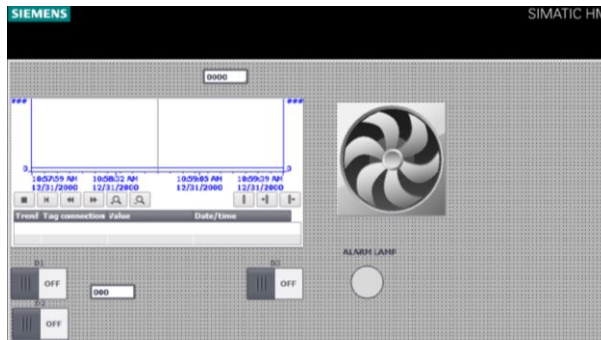 SIEMENS
SIMATIC HM
0000
### ###
0 0
10:57:59 AM 10:58:32 AM 10:59:05 AM 10:59:39 AM
12/31/2000 12/31/2000 12/31/2000 12/31/2000
Trend Tag connection Value Date/time
ALARM LAMP
OFF
000
OFF
OFF